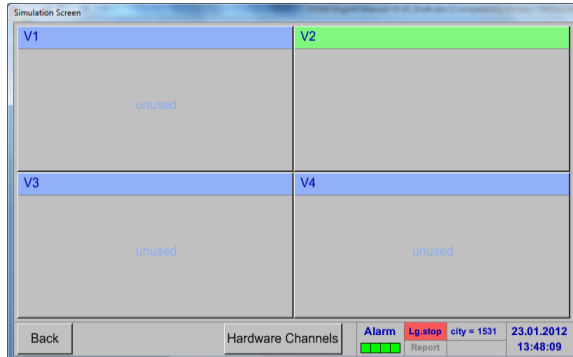 Simulation Screen
V1
V2
unused
V3
V4
unused
unused
Back
Hardware Channels
Alarm
Lg.stop
city = 1531
23.01.2012
Report
13:48:09